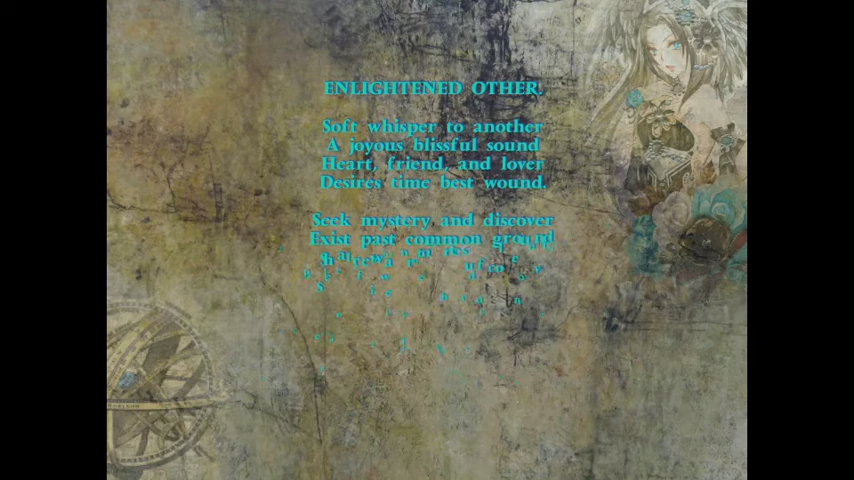 ENLIGHTENED OTHER.
Soft whisper to another
A joyous blissful sound
Heart, friend, and lover
Desires time best wound.
Seek mystery and discover
Exist past common ground